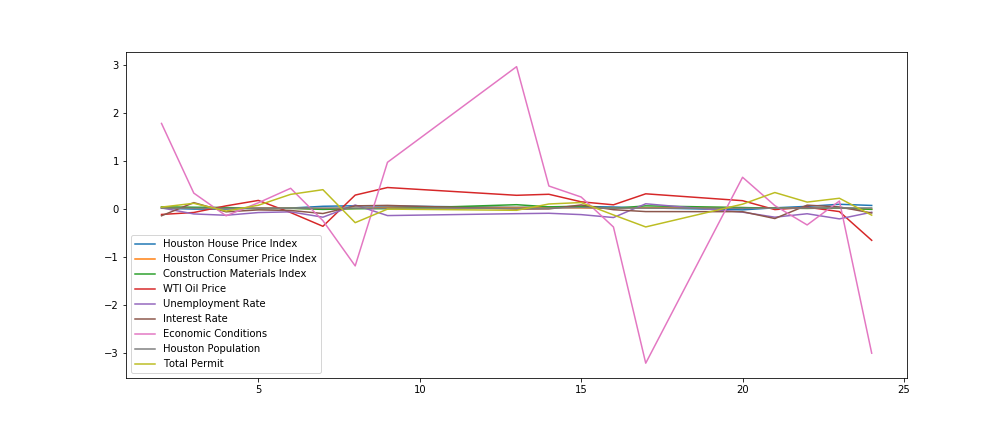 3
2
1
0
−1
−2
−3
Houston House Price Index
Houston Consumer Price Index
Construction Materials Index
WTI Oil Price
Unemployment Rate
Interest Rate
Economic Conditions
Houston Population
Total Permit
5 10 15 20 25